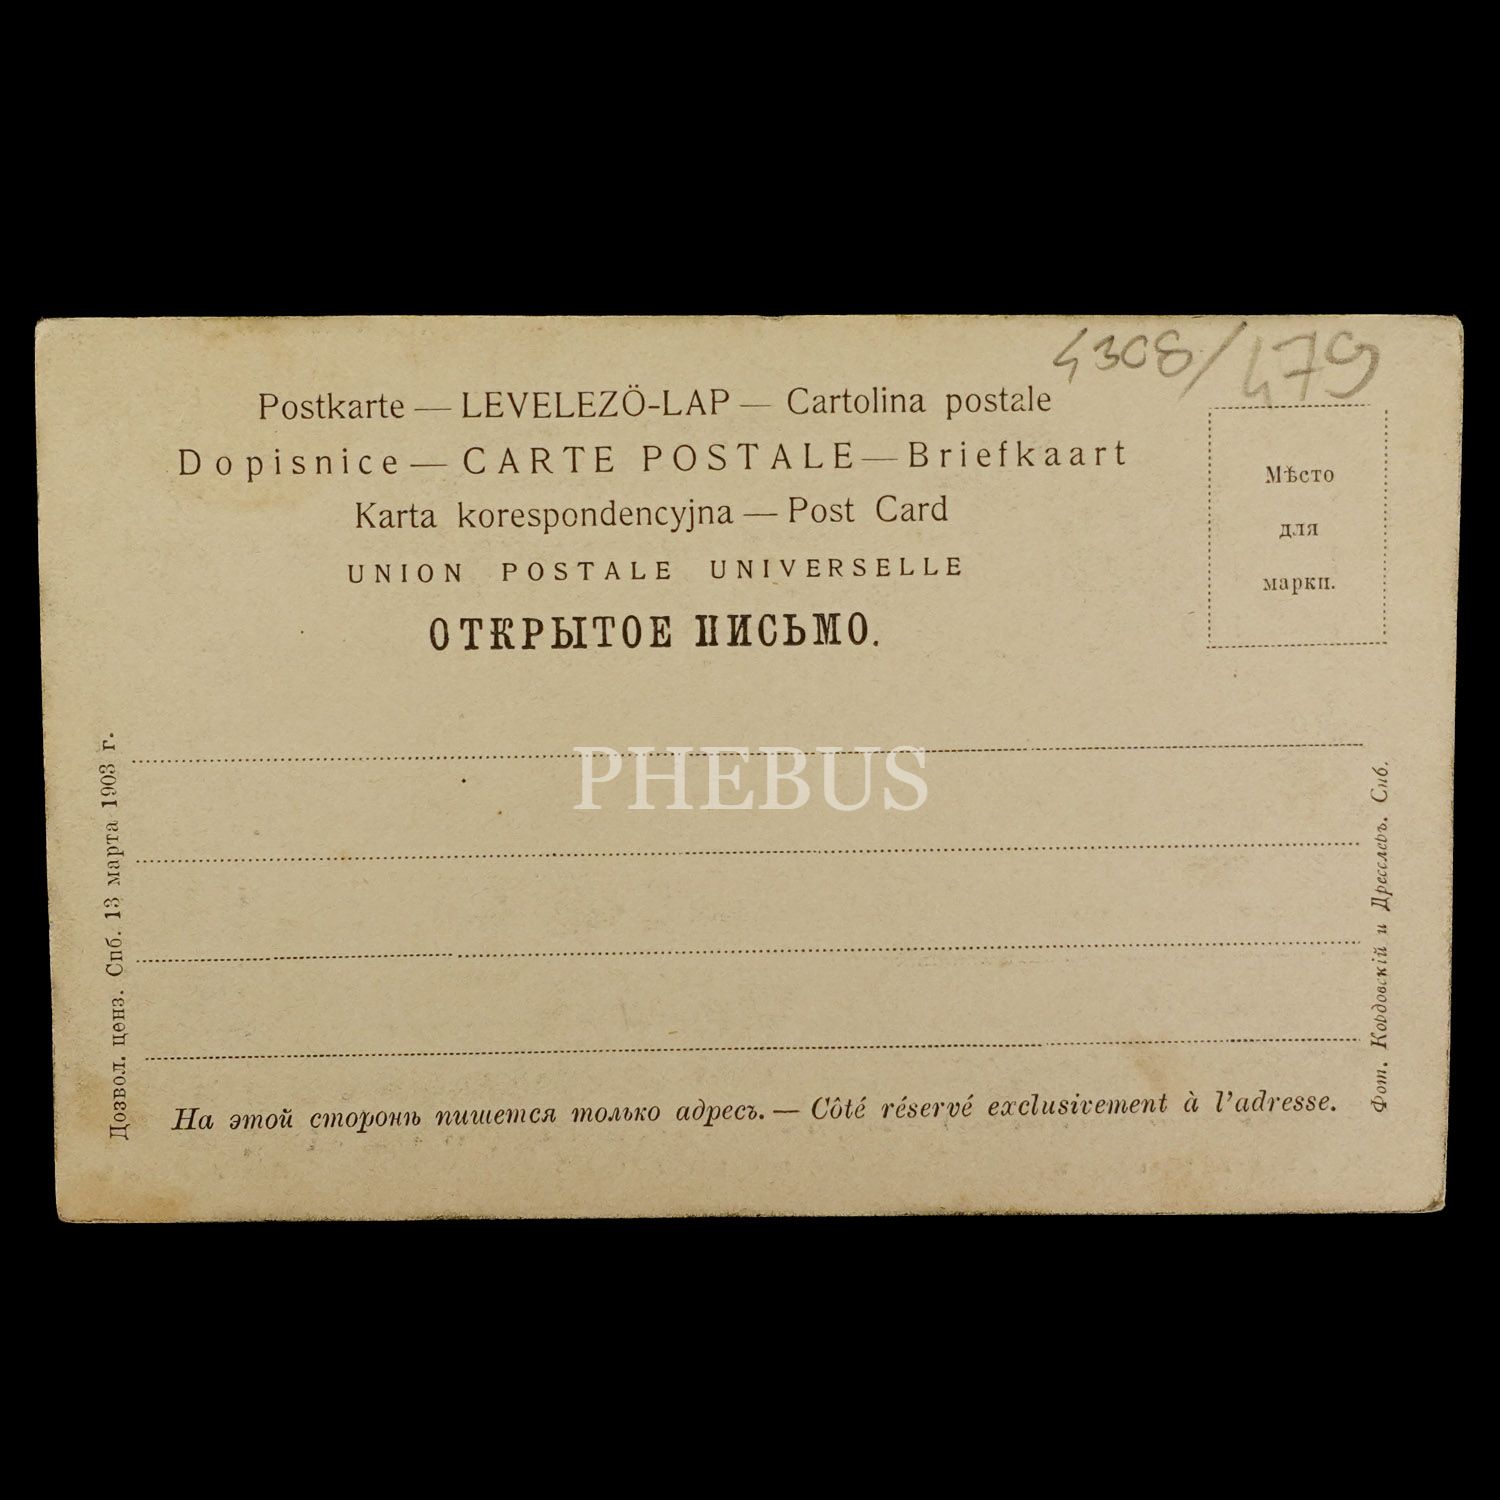 4308/479
Postkarte — LEVELEZÖ-LAP — Cartolina postale
Dopisnice — CARTE POSTALE — Briefkaart
Karta korespondencyjna — Post Card
UNION POSTALE UNIVERSELLE
ОТКРЫТОЕ ПИСЬМО.
Мѣсто
для
марки.
PHEBUS
Дозвол. ценз. Спб. 13 марта 1903 г.
Фот. Кордовскій и Дресслеръ. Спб.
На этой сторонѣ пишется только адресъ. — Côté réservé exclusivement à l'adresse.